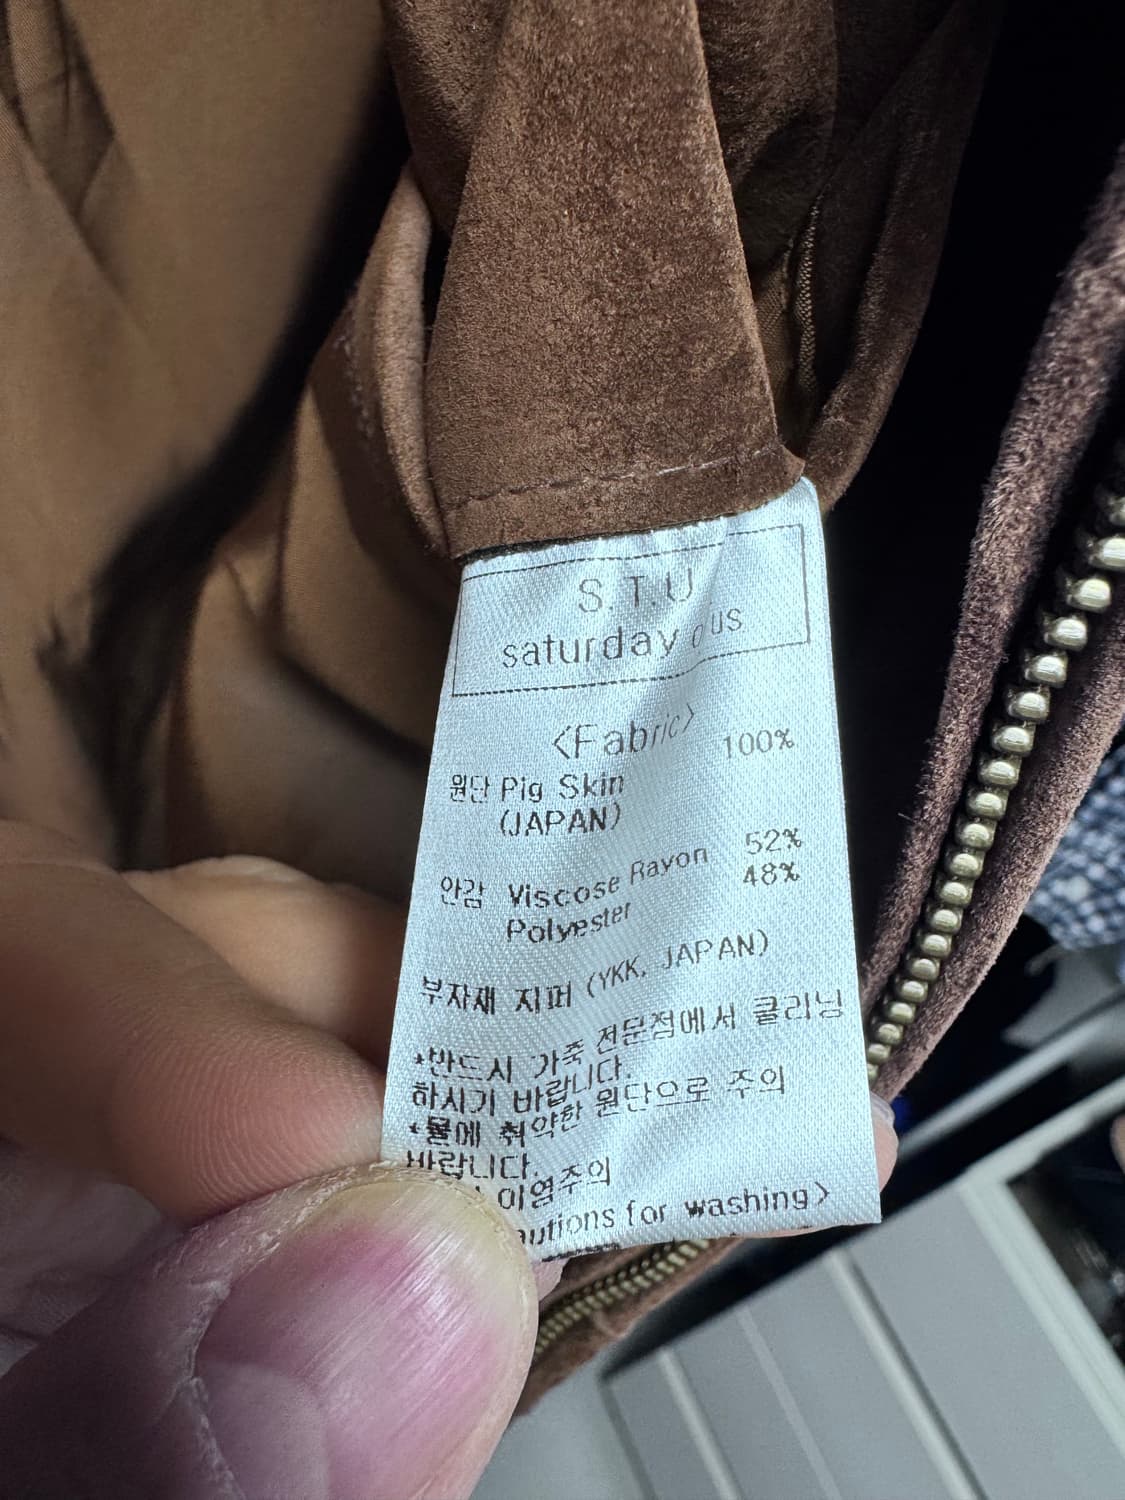 S.T.U
saturday us
<Fabric>
원단 Pig Skin 100%
(JAPAN)
안감 Viscose Rayon 52%
Polyester 48%
부자재 지퍼 (YKK, JAPAN)
*반드시 가죽 전문점에서 클리닝
하시기 바랍니다.
*물에 취약한 원단으로 주의
바랍니다.
이염주의
autions for washing>